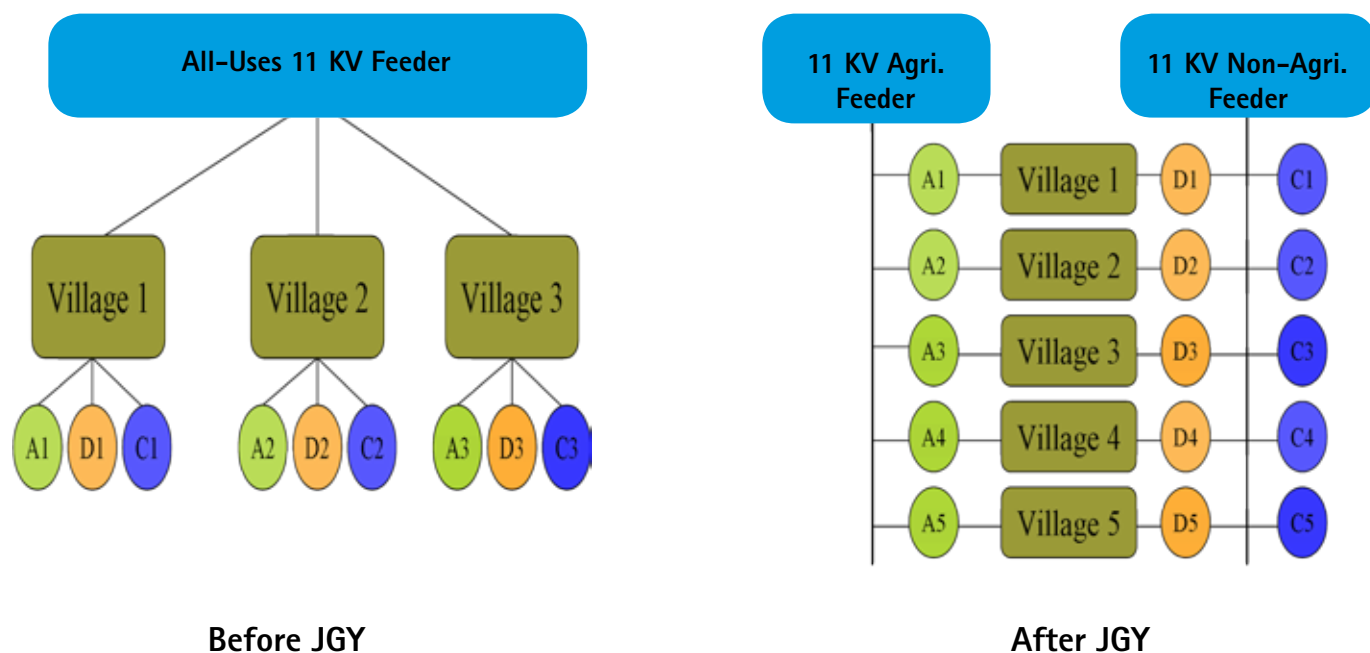 All-Uses 11 KV Feeder
Village 1
Village 2
Village 3
A1 D1 C1
A2 D2 C2
A3 D3 C3
Before JGY
11 KV Agri.
Feeder
11 KV Non-Agri.
Feeder
A1 Village 1 D1 C1
A2 Village 2 D2 C2
A3 Village 3 D3 C3
A4 Village 4 D4 C4
A5 Village 5 D5 C5
After JGY